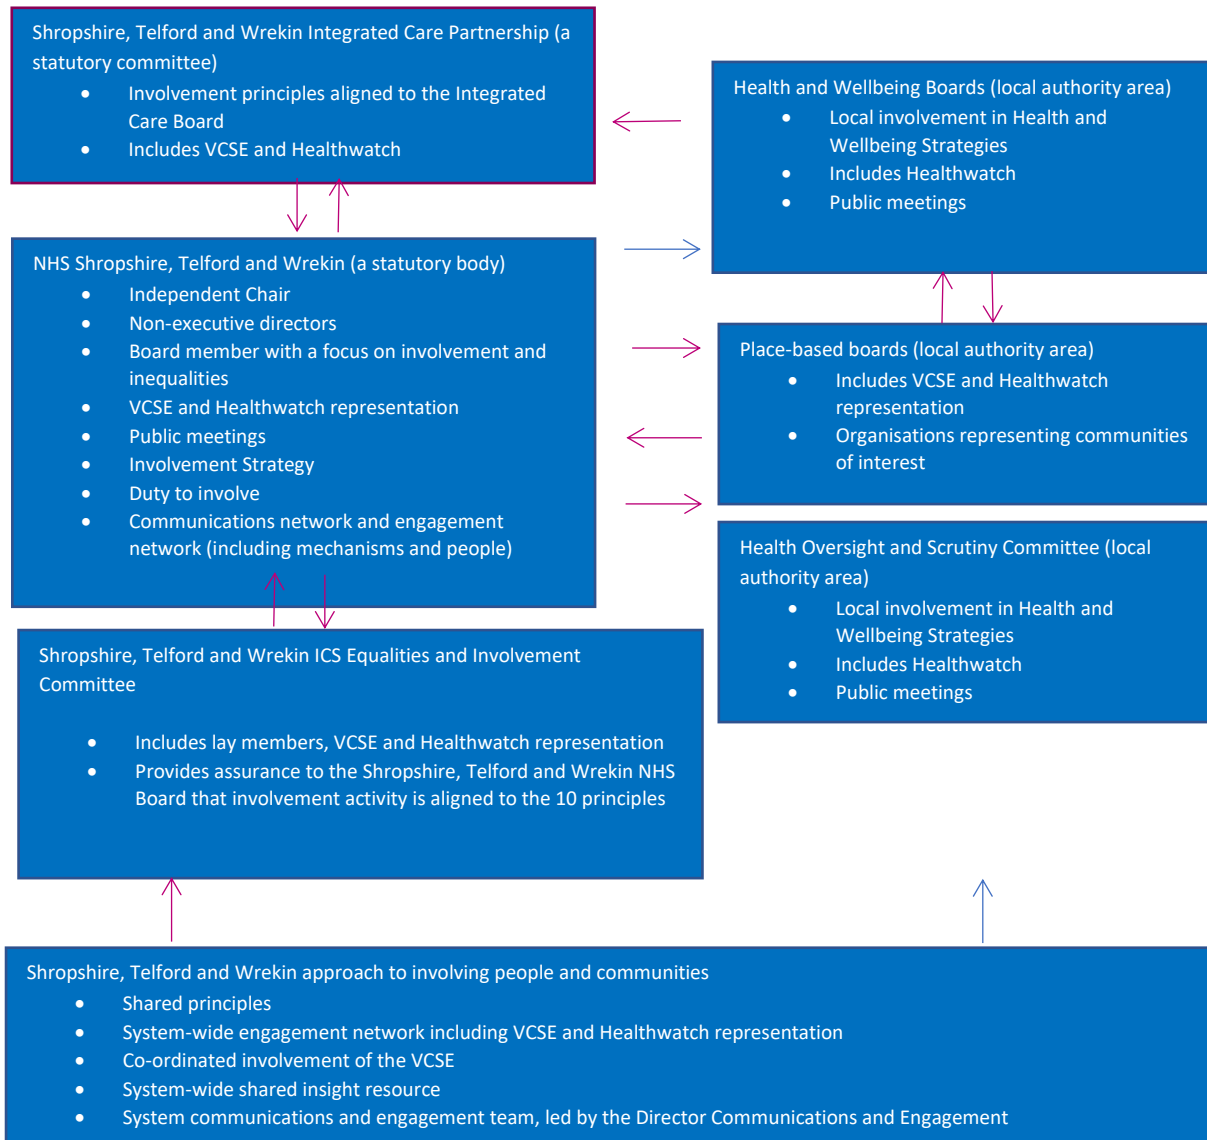 Shropshire, Telford and Wrekin Integrated Care Partnership (a
statutory committee)
• Involvement principles aligned to the Integrated
Care Board
• Includes VCSE and Healthwatch
Health and Wellbeing Boards (local authority area)
• Local involvement in Health and
Wellbeing Strategies
• Includes Healthwatch
• Public meetings
NHS Shropshire, Telford and Wrekin (a statutory body)
• Independent Chair
• Non-executive directors
• Board member with a focus on involvement and
inequalities
• VCSE and Healthwatch representation
• Public meetings
• Involvement Strategy
• Duty to involve
• Communications network and engagement
network (including mechanisms and people)
Place-based boards (local authority area)
• Includes VCSE and Healthwatch
representation
• Organisations representing communities
of interest
Health Oversight and Scrutiny Committee (local
authority area)
• Local involvement in Health and
Wellbeing Strategies
• Includes Healthwatch
• Public meetings
Shropshire, Telford and Wrekin ICS Equalities and Involvement
Committee
• Includes lay members, VCSE and Healthwatch representation
• Provides assurance to the Shropshire, Telford and Wrekin NHS
Board that involvement activity is aligned to the 10 principles
Shropshire, Telford and Wrekin approach to involving people and communities
• Shared principles
• System-wide engagement network including VCSE and Healthwatch representation
• Co-ordinated involvement of the VCSE
• System-wide shared insight resource
• System communications and engagement team, led by the Director Communications and Engagement